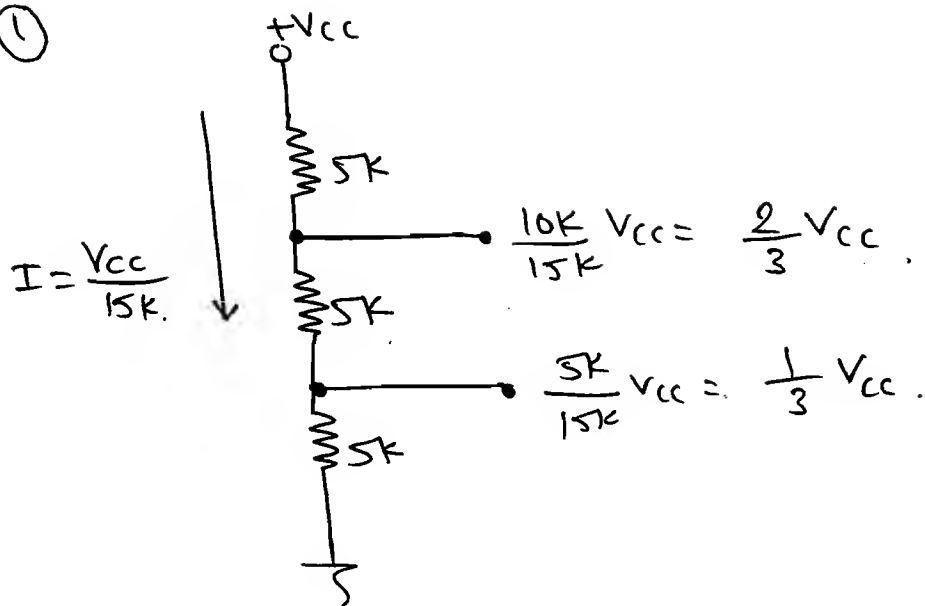 ①
+Vcc
5K
10K/15K Vcc = 2/3 Vcc .
I = Vcc/15K.
5K
5K/15K Vcc = 1/3 Vcc .
5K